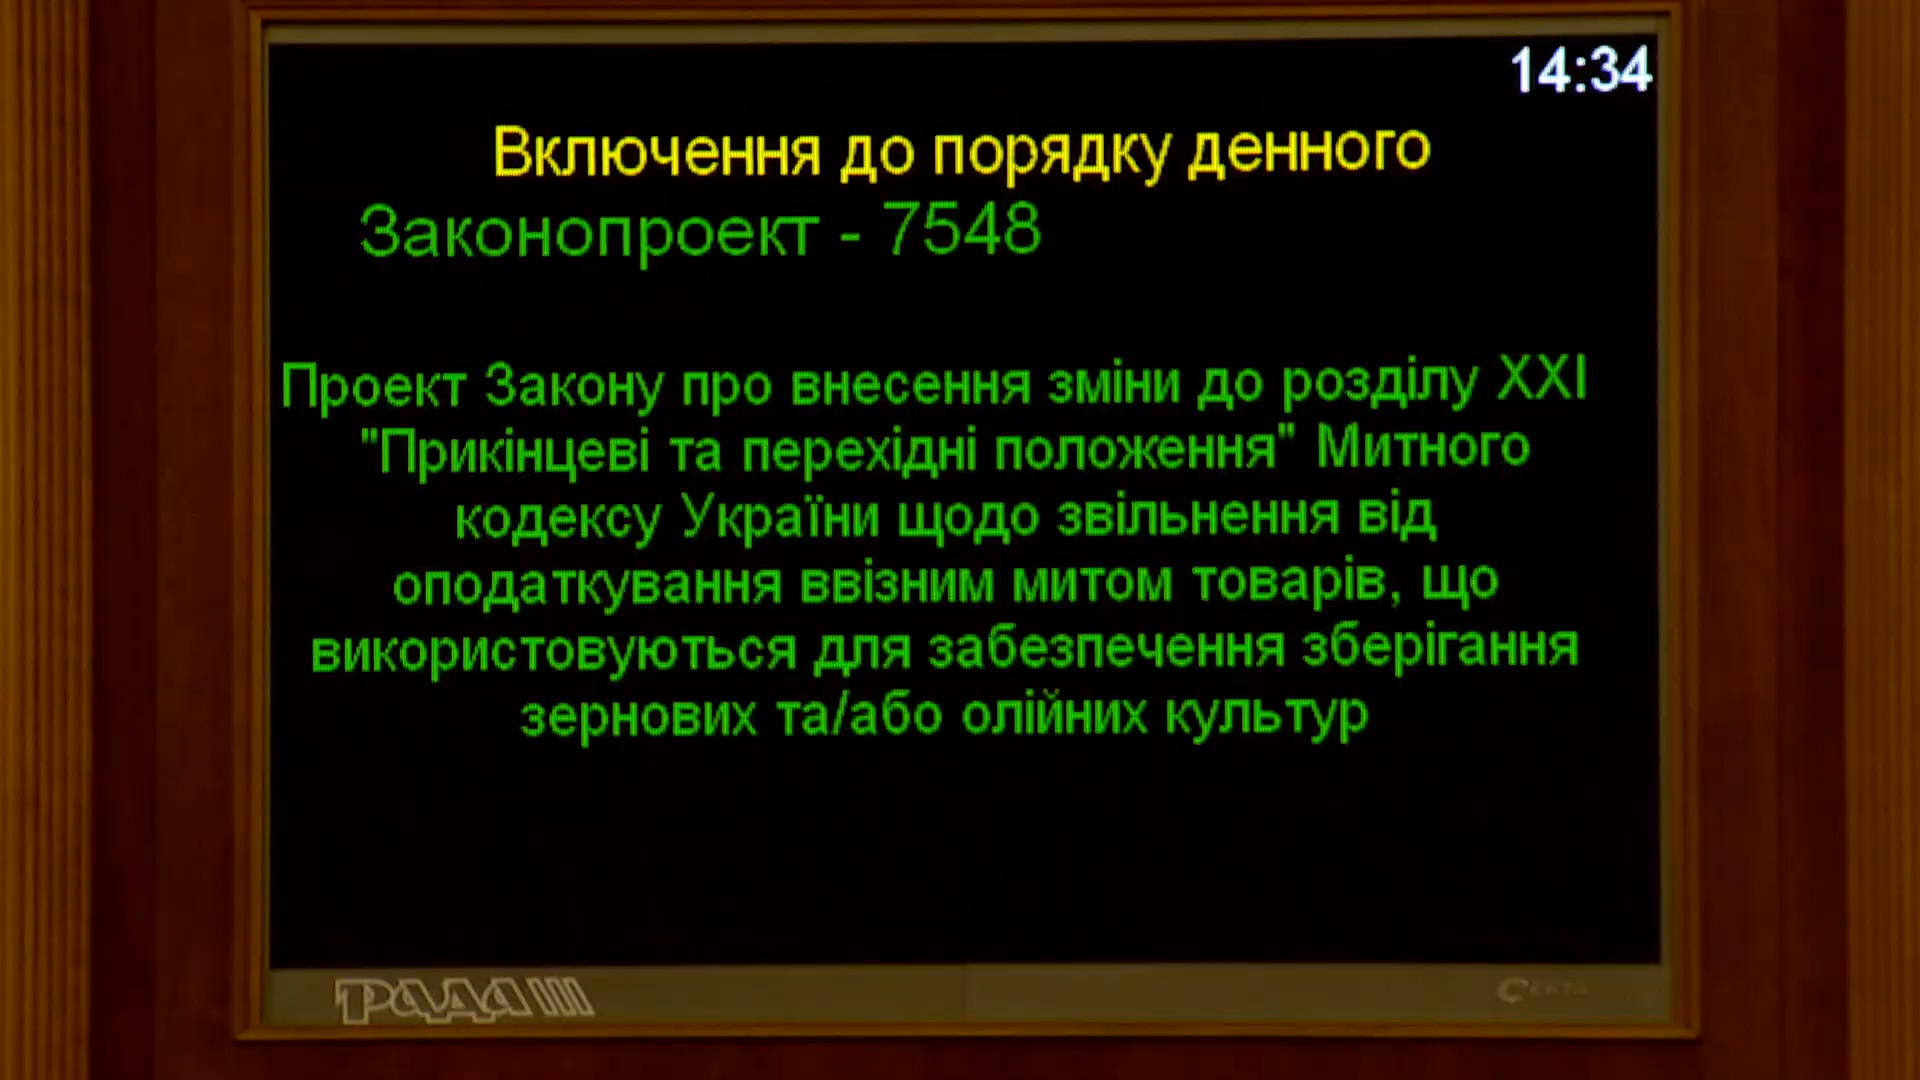 14:34
Включення до порядку денного
Законопроект - 7548
Проект Закону про внесення зміни до розділу XXI
"Прикінцеві та перехідні положення" Митного
кодексу України щодо звільнення від
оподаткування ввізним митом товарів, що
використовуються для забезпечення зберігання
зернових та/або олійних культур
РАДА III